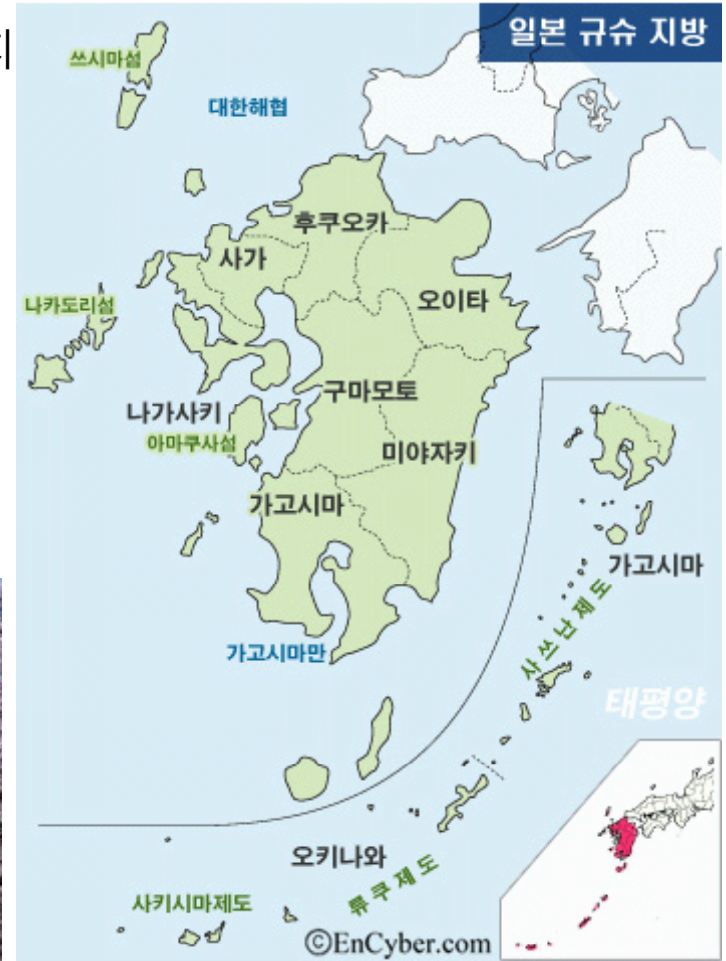 일본 규슈 지방
쓰시마섬
대한해협
후쿠오카
사가
오이타
나카도리섬
구마모토
나가사키
아마쿠사섬
미야자키
가고시마
가고시마
가고시마만
사쓰난제도
태평양
오키나와
류큐제도
사키시마제도
©EnCyber.com